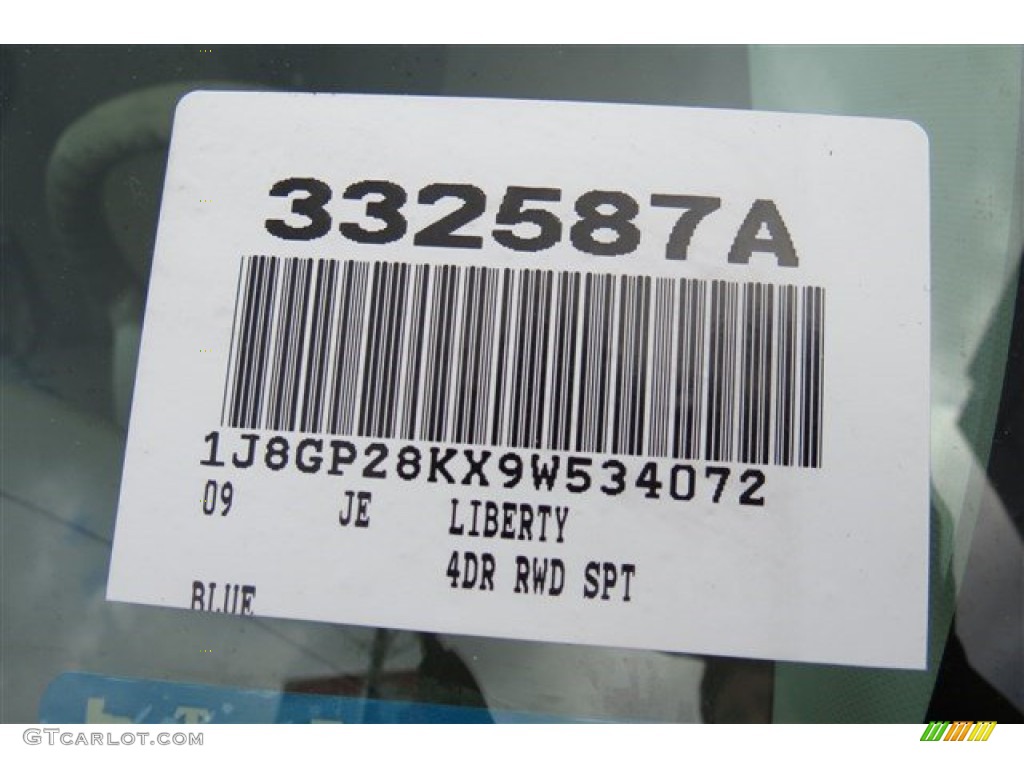 332587A
1J8GP28KX9W534072
09 JE LIBERTY
4DR RWD SPT
BLUE
GTCARLOT.COM